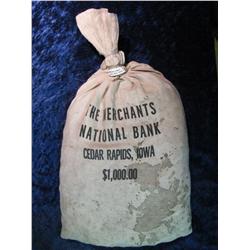 THE MERCHANTS
NATIONAL BANK
CEDAR RAPIDS, IOWA
$1,000.00